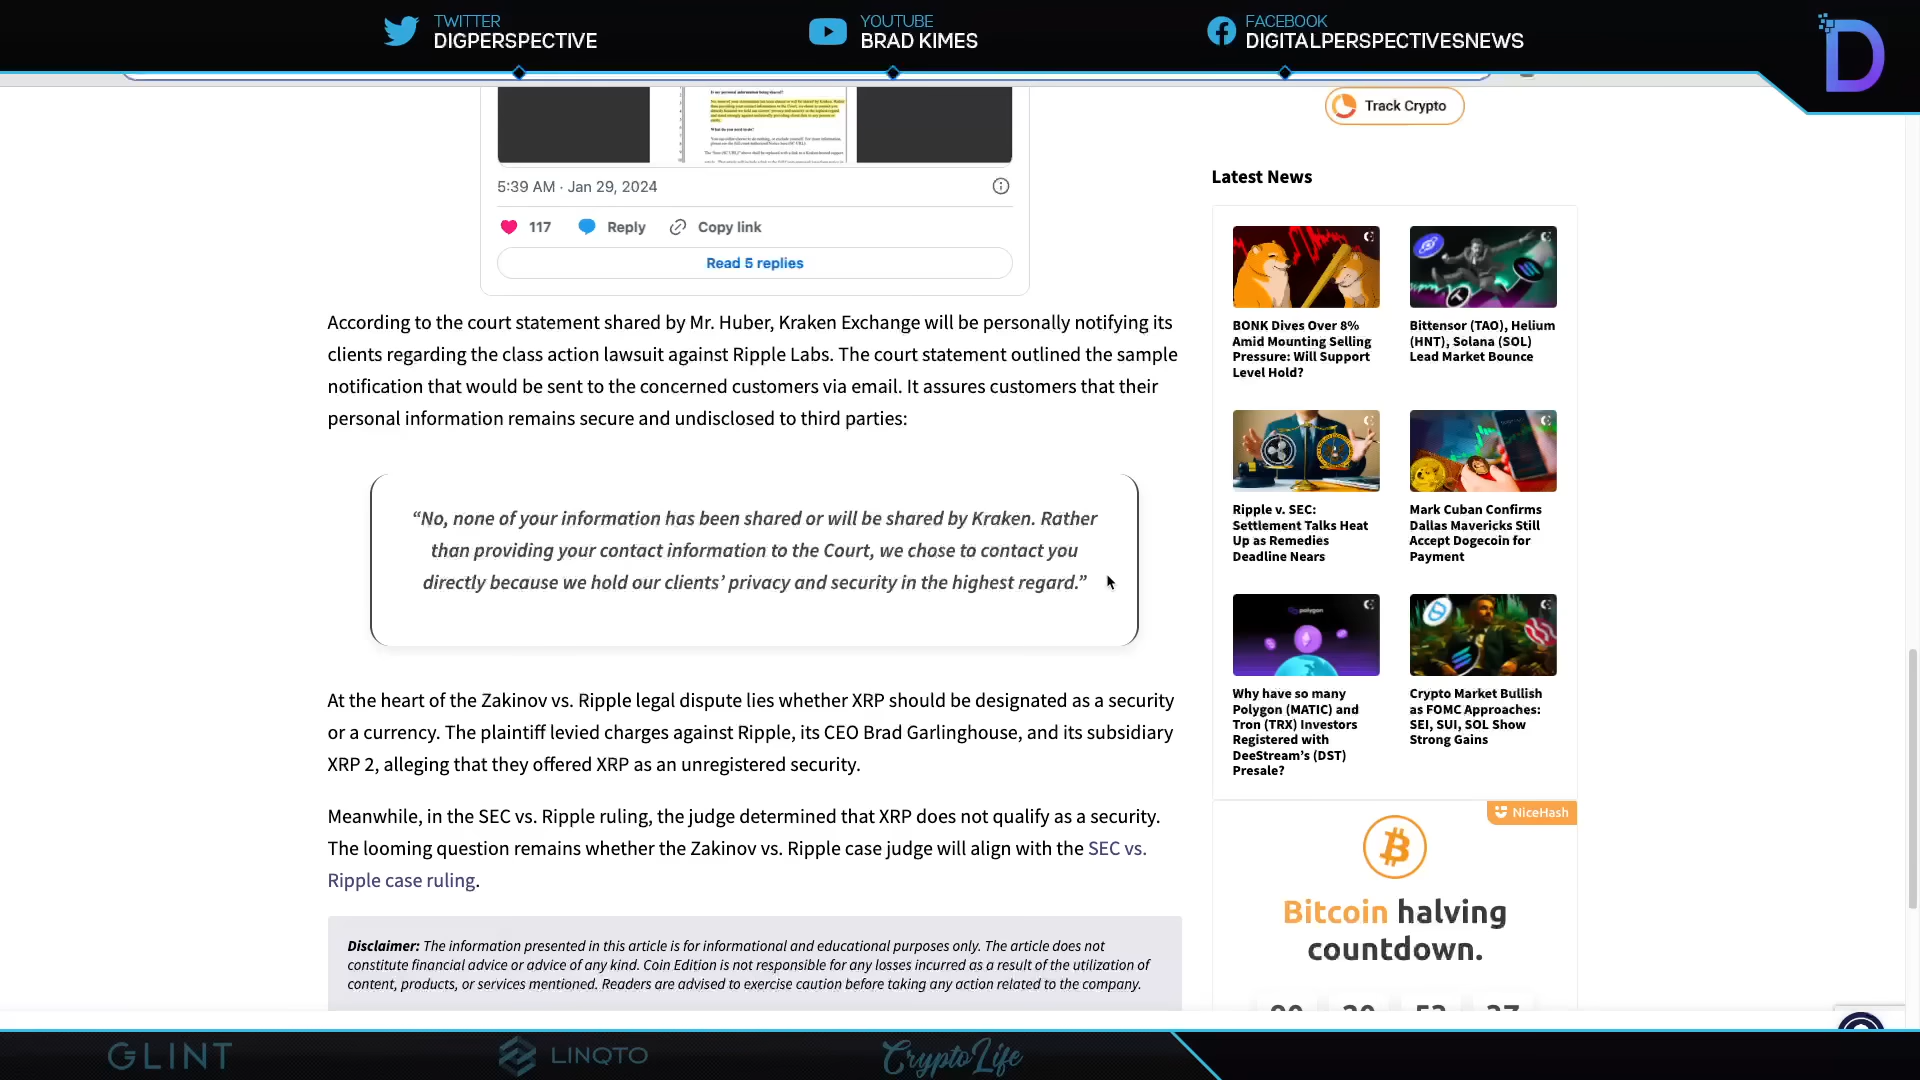 TWITTER
DIGPERSPECTIVE
YOUTUBE
BRAD KIMES
FACEBOOK
DIGITALPERSPECTIVESNEWS
D
Track Crypto
What do you need to do?
5:39 AM · Jan 29, 2024
117 Reply Copy link
Read 5 replies
According to the court statement shared by Mr. Huber, Kraken Exchange will be personally notifying its
clients regarding the class action lawsuit against Ripple Labs. The court statement outlined the sample
notification that would be sent to the concerned customers via email. It assures customers that their
personal information remains secure and undisclosed to third parties:
“No, none of your information has been shared or will be shared by Kraken. Rather
than providing your contact information to the Court, we chose to contact you
directly because we hold our clients’ privacy and security in the highest regard.”
At the heart of the Zakinov vs. Ripple legal dispute lies whether XRP should be designated as a security
or a currency. The plaintiff levied charges against Ripple, its CEO Brad Garlinghouse, and its subsidiary
XRP 2, alleging that they offered XRP as an unregistered security.
Meanwhile, in the SEC vs. Ripple ruling, the judge determined that XRP does not qualify as a security.
The looming question remains whether the Zakinov vs. Ripple case judge will align with the SEC vs.
Ripple case ruling.
Disclaimer: The information presented in this article is for informational and educational purposes only. The article does not
constitute financial advice or advice of any kind. Coin Edition is not responsible for any losses incurred as a result of the utilization of
content, products, or services mentioned. Readers are advised to exercise caution before taking any action related to the company.
Latest News
BONK Dives Over 8%
Amid Mounting Selling
Pressure: Will Support
Level Hold?
Bittensor (TAO), Helium
(HNT), Solana (SOL)
Lead Market Bounce
Ripple v. SEC:
Settlement Talks Heat
Up as Remedies
Deadline Nears
Mark Cuban Confirms
Dallas Mavericks Still
Accept Dogecoin for
Payment
polygon
Why have so many
Polygon (MATIC) and
Tron (TRX) Investors
Registered with
DeeStream’s (DST)
Presale?
Crypto Market Bullish
as FOMC Approaches:
SEI, SUI, SOL Show
Strong Gains
NiceHash
Bitcoin halving
countdown.
GLINT
LINQTO
CryptoLife